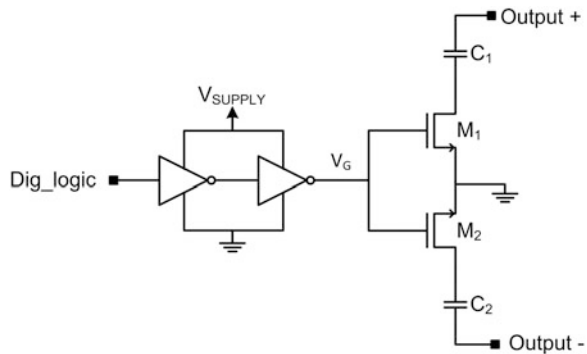 Output +
C1
VSUPPLY
M1
VG
Dig_logic
M2
C2
Output -